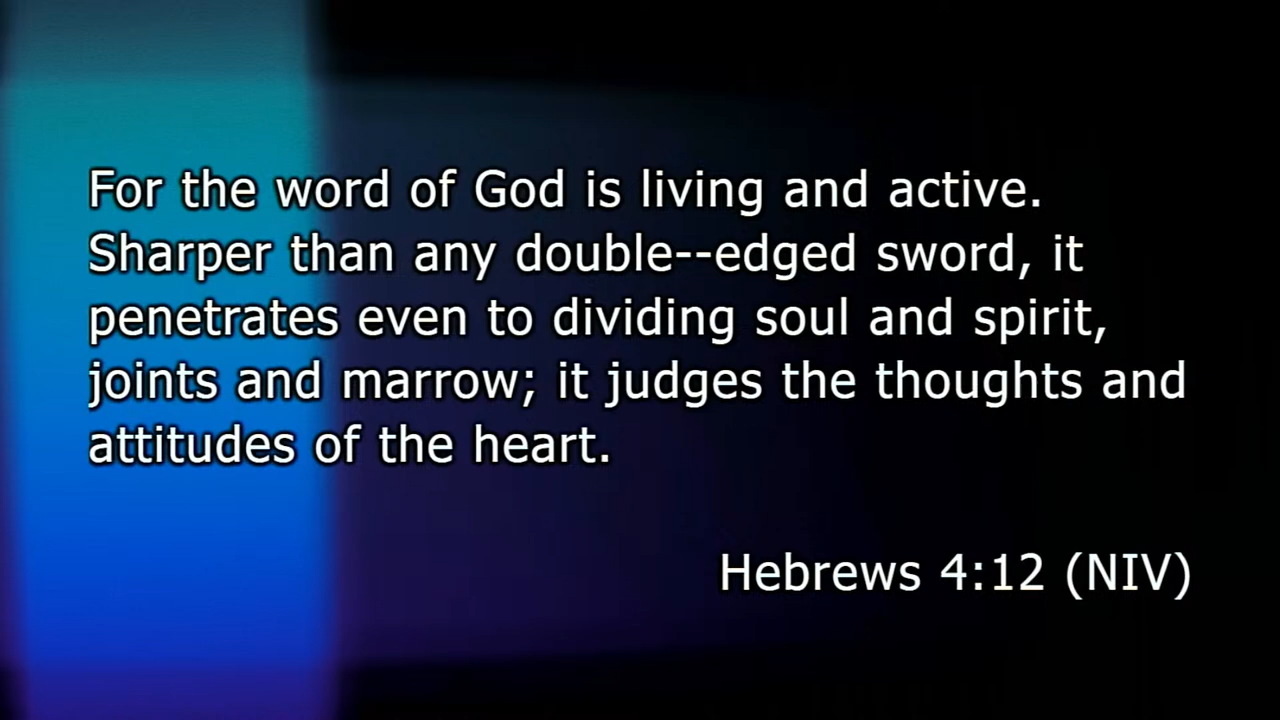 For the word of God is living and active.
Sharper than any double--edged sword, it
penetrates even to dividing soul and spirit,
joints and marrow; it judges the thoughts and
attitudes of the heart.
Hebrews 4:12 (NIV)